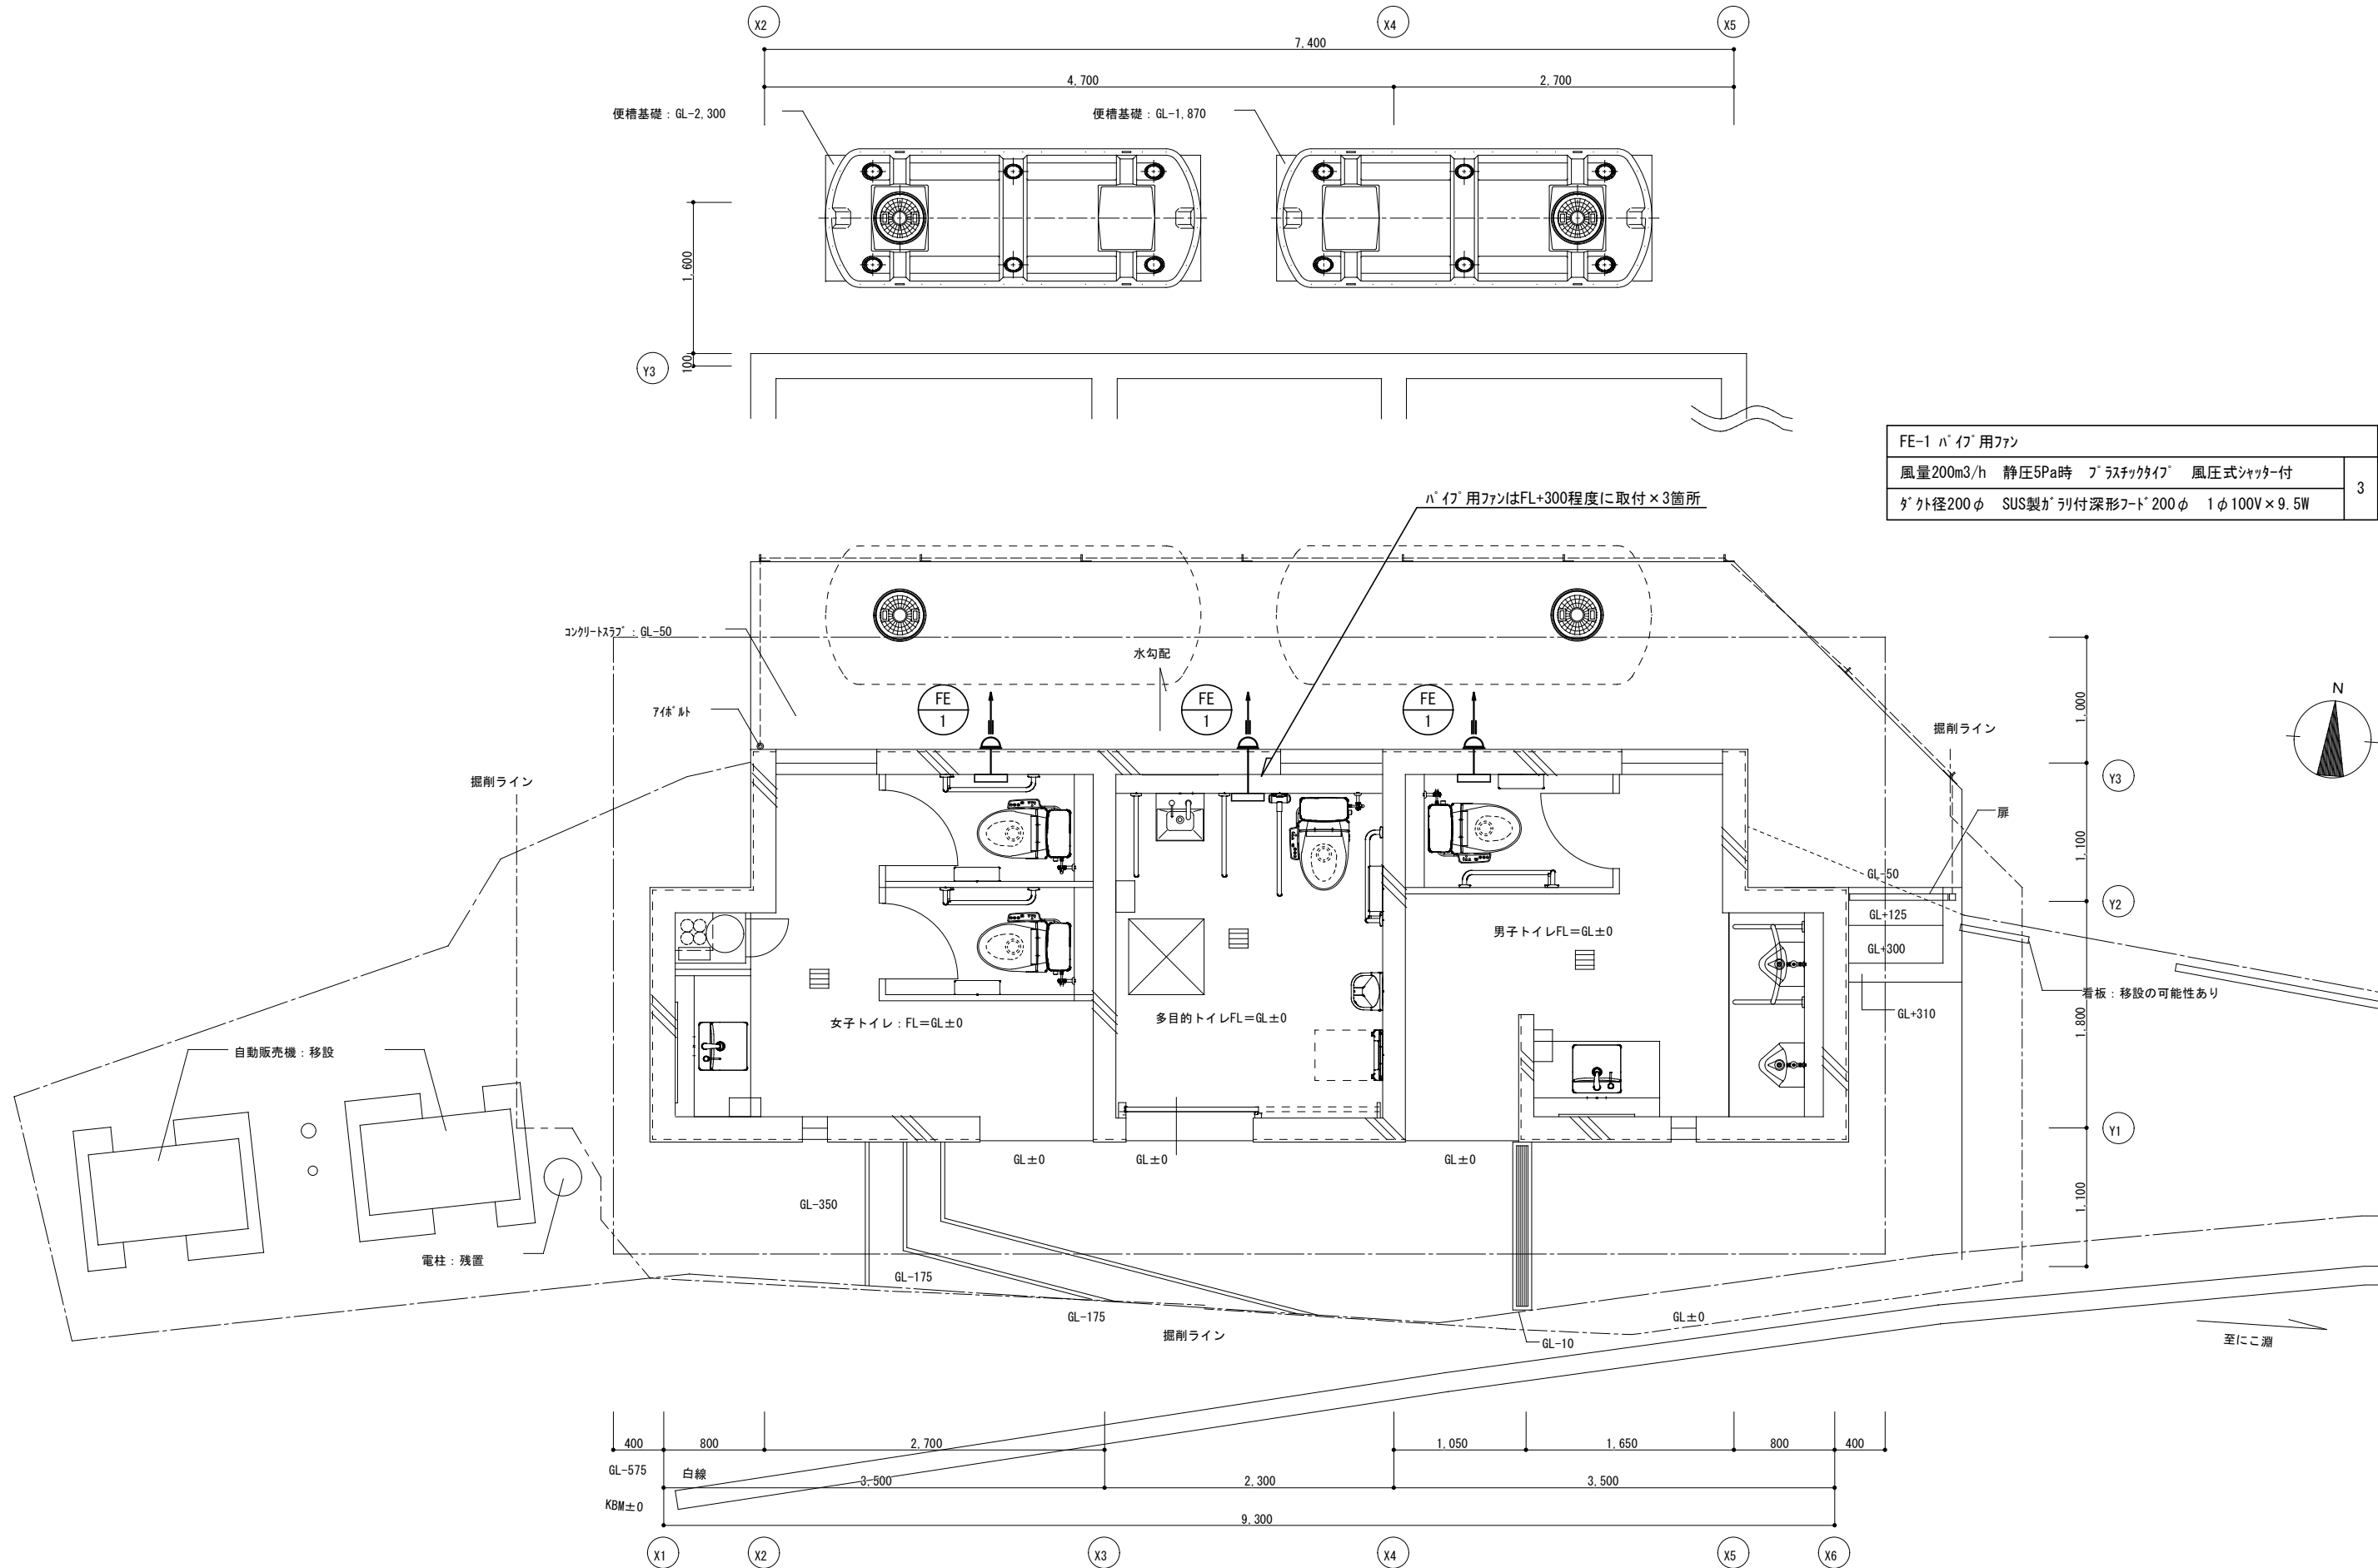 X2
X4
X5
7,400
4,700
2,700
便槽基礎：GL-2,300
便槽基礎：GL-1,870
1,600
100
Y3
FE-1 ﾊﾟｲﾌﾟ用ﾌｧﾝ
風量200m3/h 静圧5Pa時 ﾌﾟﾗｽﾁｯｸﾀｲﾌﾟ 風圧式ｼｬｯﾀｰ付
ﾀﾞｸﾄ径200φ SUS製ｶﾞﾗﾘ付深形ﾌｰﾄﾞ200φ 1φ100V×9.5W
3
ﾊﾟｲﾌﾟ用ﾌｧﾝはFL+300程度に取付×3箇所
ｺﾝｸﾘｰﾄｽﾗﾌﾞ：GL-50
水勾配
ｱｲﾎﾞﾙﾄ
FE
1
FE
1
FE
1
掘削ライン
掘削ライン
N
1,000
Y3
扉
1,100
GL-50
Y2
GL+125
GL+300
男子トイレFL＝GL±0
看板：移設の可能性あり
GL+310
女子トイレ：FL＝GL±0
多目的トイレFL＝GL±0
1,800
自動販売機：移設
Y1
GL±0
GL±0
GL±0
GL-350
1,100
電柱：残置
GL-175
GL-175
GL±0
掘削ライン
GL-10
至にこ淵
400
800
2,700
1,050
1,650
800
400
GL-575
白線
3,500
2,300
3,500
KBM±0
9,300
X1
X2
X3
X4
X5
X6